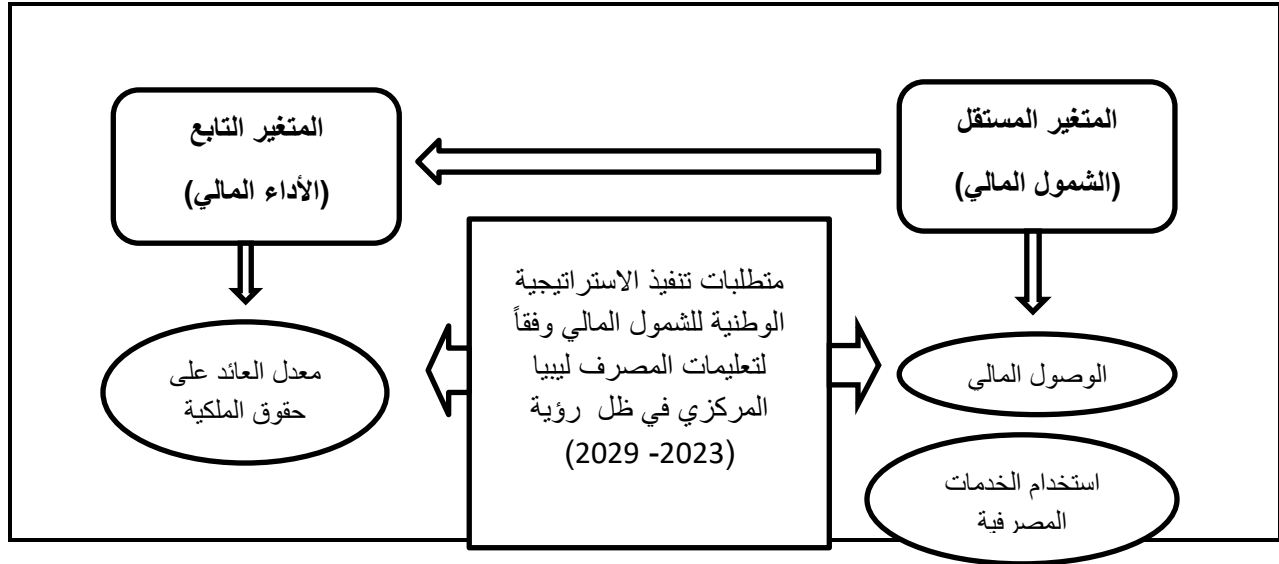 المتغير المستقل
(الشمول المالي)
المتغير التابع
(الأداء المالي)
متطلبات تنفيذ الاستراتيجية
الوطنية للشمول المالي وفقاً
لتعليمات المصرف ليبيا
المركزي في ظل رؤية
(2023- 2029)
الوصول المالي
استخدام الخدمات
المصرفية
معدل العائد على
حقوق الملكية